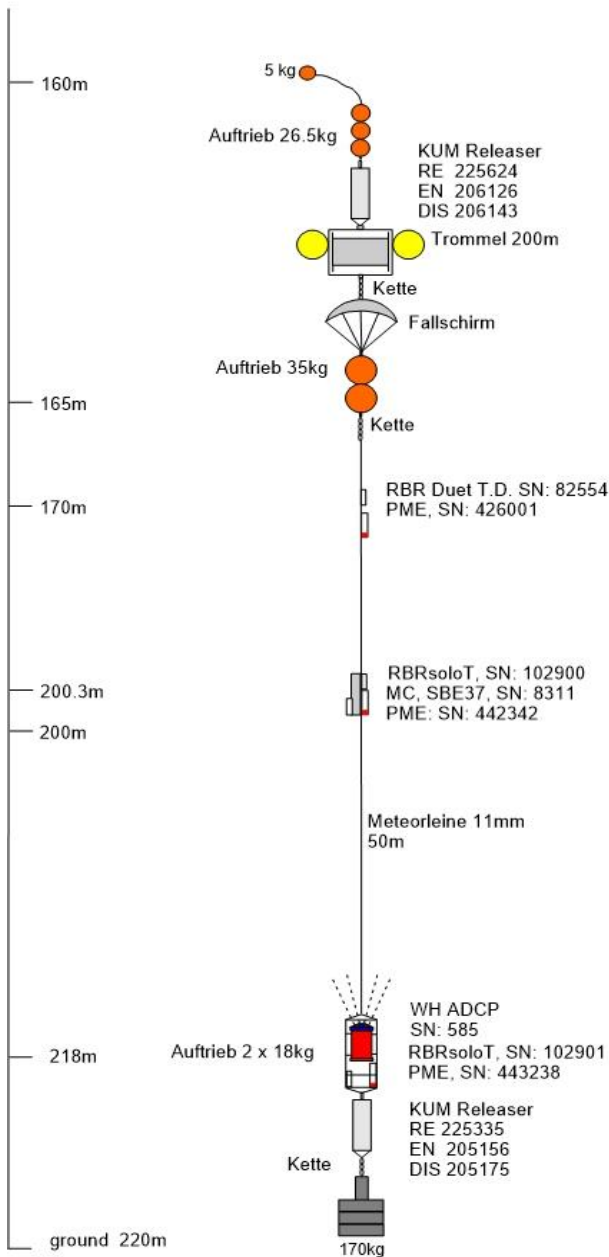 5 kg
160m
Auftrieb 26.5kg
KUM Releaser
RE 225624
EN 206126
DIS 206143
Trommel 200m
Kette
Fallschirm
Auftrieb 35kg
165m
Kette
RBR Duet T.D. SN: 82554
170m
PME, SN: 426001
RBRsoloT, SN: 102900
200.3m
MC, SBE37, SN: 8311
PME: SN: 442342
200m
Meteorleine 11mm
50m
WH ADCP
SN: 585
Auftrieb 2 x 18kg
RBRsoloT, SN: 102901
218m
PME, SN: 443238
KUM Releaser
RE 225335
EN 205156
Kette
DIS 205175
ground 220m
170kg